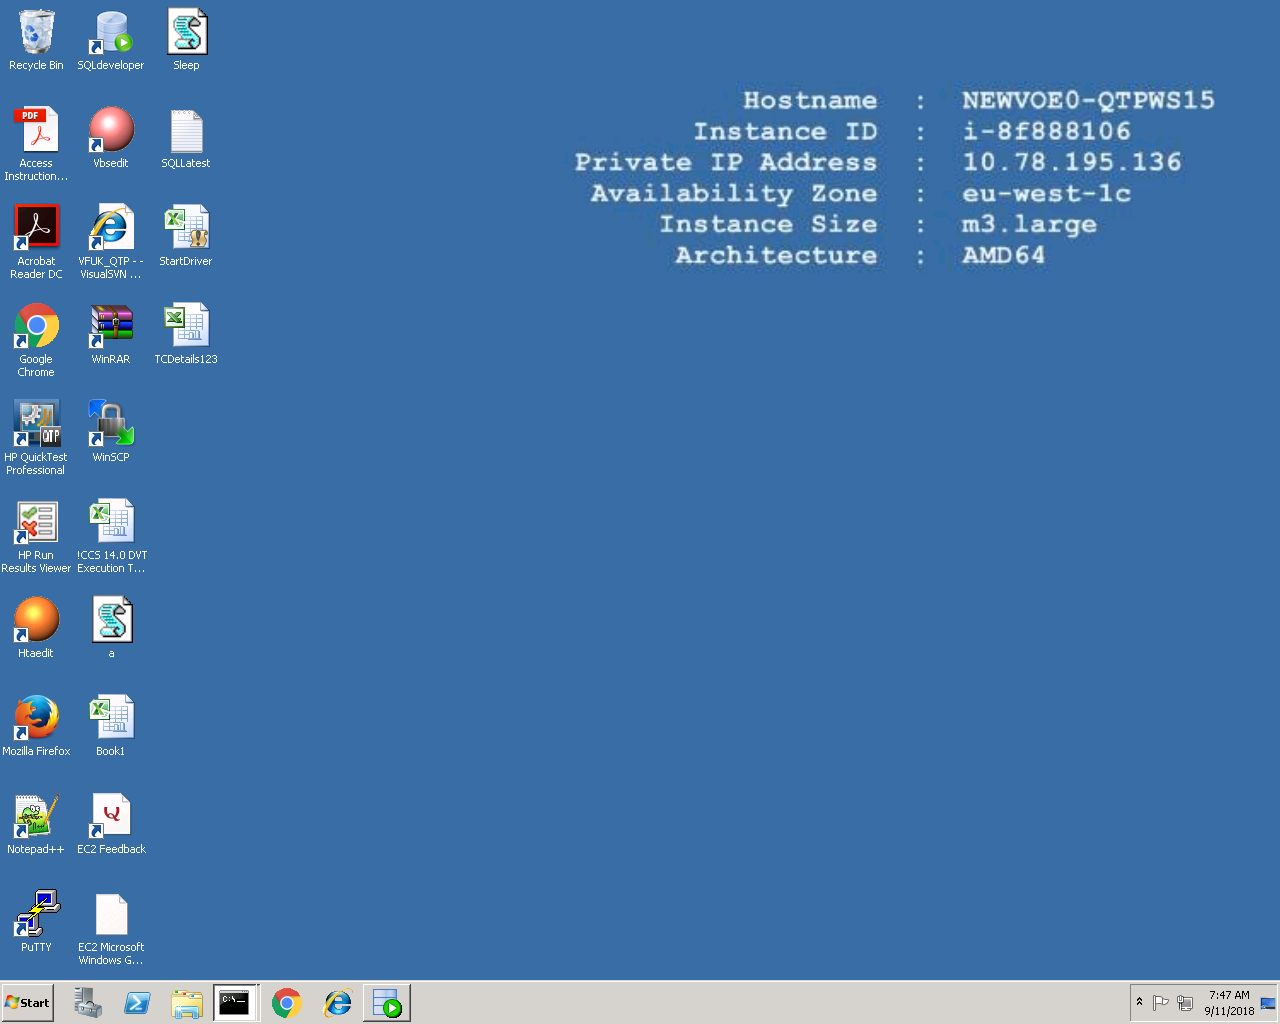 Recycle Bin
SQLdeveloper
Sleep
PDF
Access
Instruction...
Vbsedit
SQLLatest
Acrobat
Reader DC
VFUK_QTP - -
VisualSVN ...
StartDriver
Google
Chrome
WinRAR
TCDetails123
QTP
HP QuickTest
Professional
WinSCP
HP Run
Results Viewer
!CCS 14.0 DVT
Execution T...
Htaedit
a
Mozilla Firefox
Book1
Notepad++
EC2 Feedback
PuTTY
EC2 Microsoft
Windows G...
Hostname : NEWVOE0-QTPWS15
Instance ID : i-8f888106
Private IP Address : 10.78.195.136
Availability Zone : eu-west-1c
Instance Size : m3.large
Architecture : AMD64
Start
C:\.
7:47 AM
9/11/2018